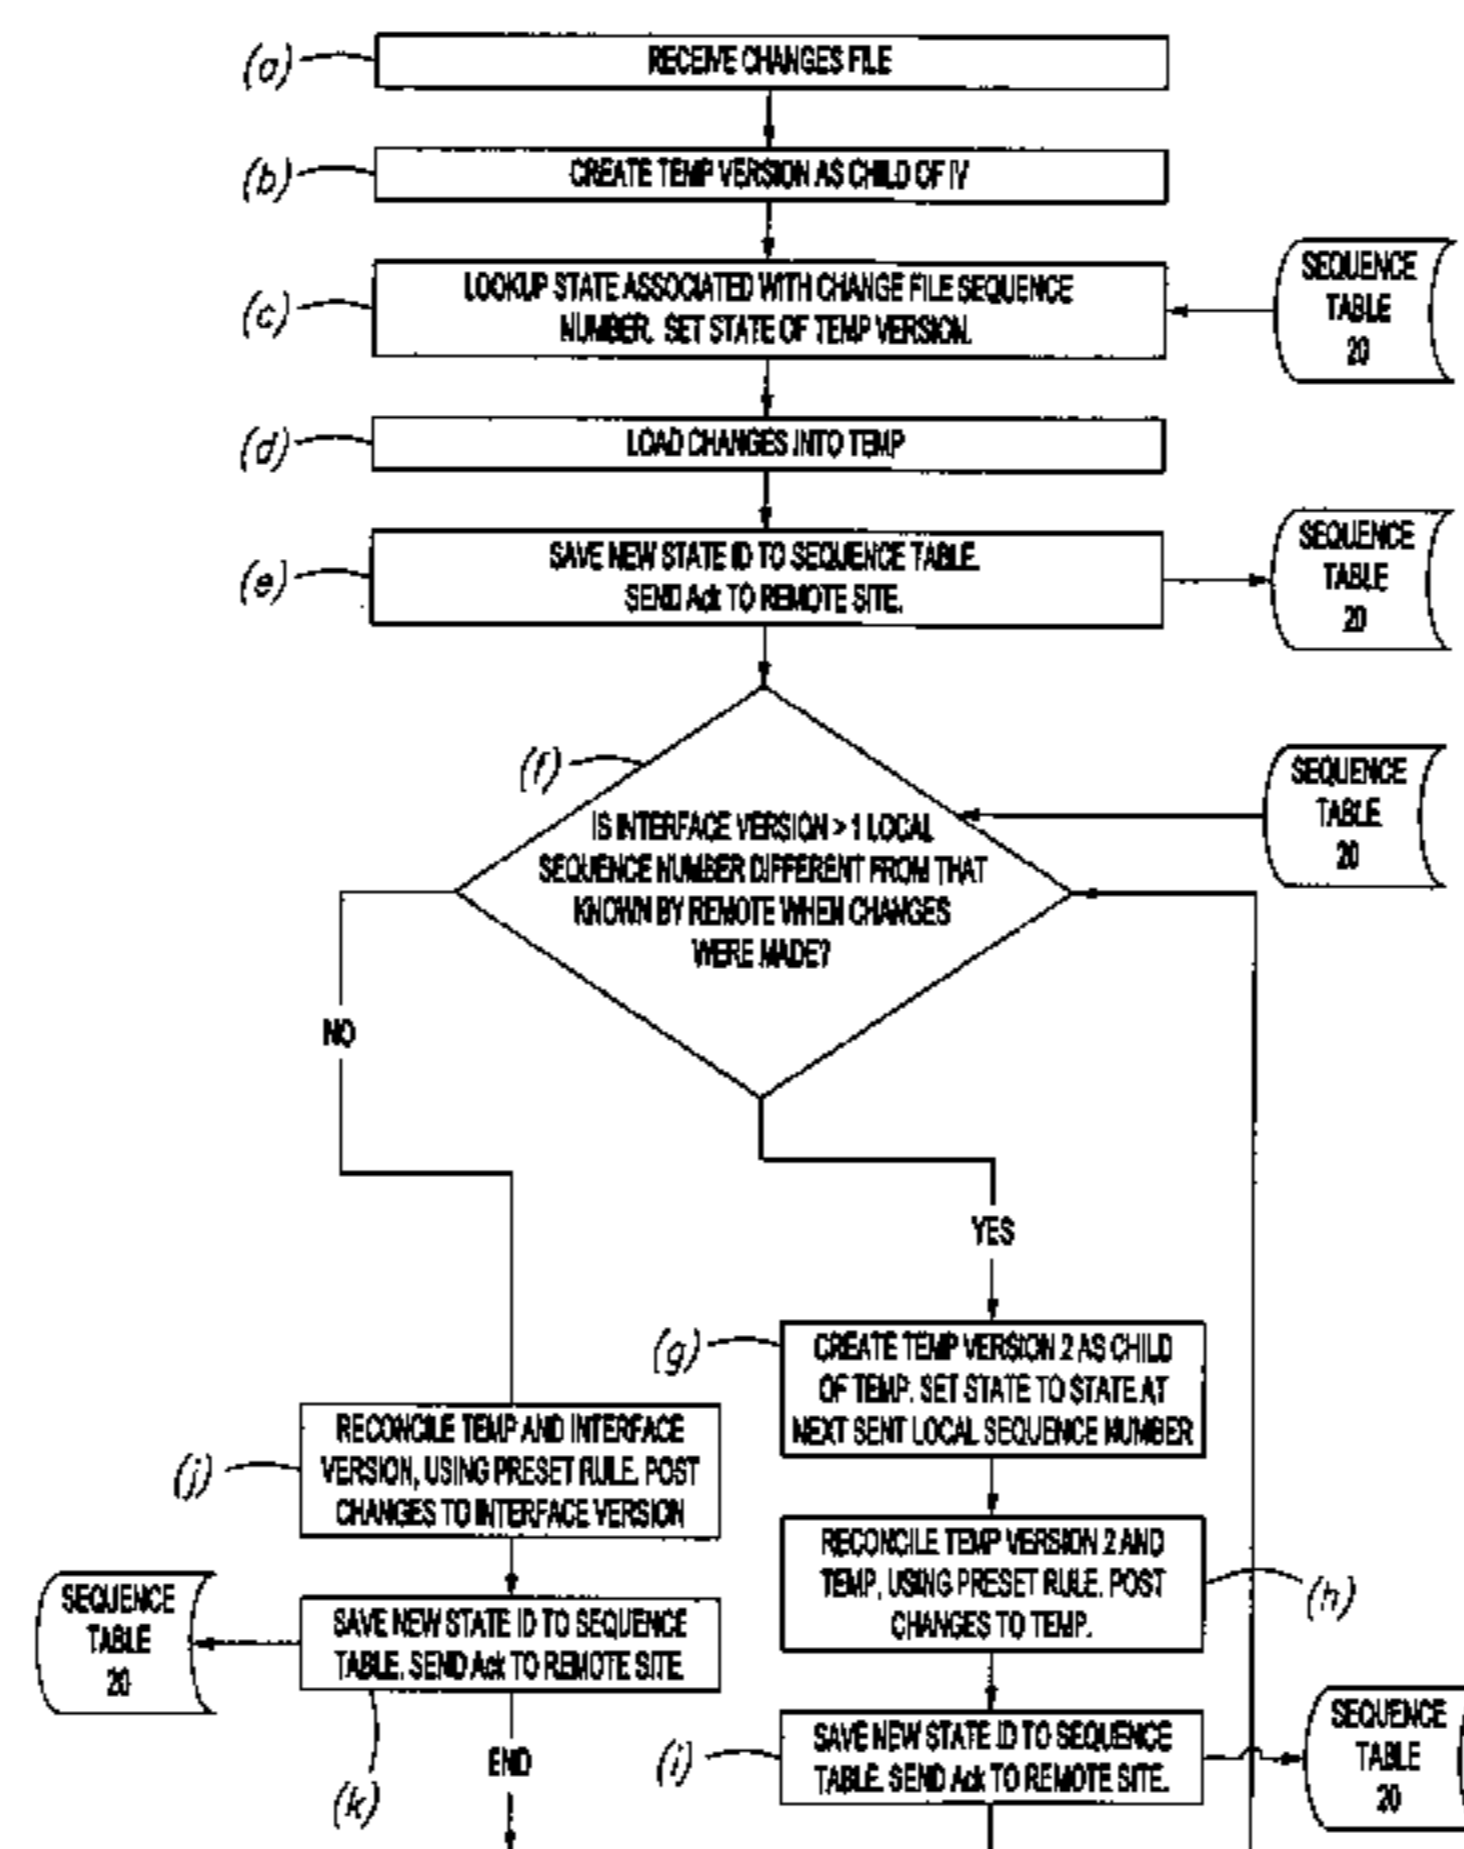 (a)
RECEIVE CHANGES FILE
(b)
CREATE TEMP VERSION AS CHILD OF IV
(c)
LOOKUP STATE ASSOCIATED WITH CHANGE FILE SEQUENCE
NUMBER. SET STATE OF TEMP VERSION.
SEQUENCE
TABLE
20
(d)
LOAD CHANGES INTO TEMP
(e)
SAVE NEW STATE ID TO SEQUENCE TABLE.
SEND Ack TO REMOTE SITE.
SEQUENCE
TABLE
20
(f)
IS INTERFACE VERSION > 1 LOCAL
SEQUENCE NUMBER DIFFERENT FROM THAT
KNOWN BY REMOTE WHEN CHANGES
WERE MADE?
SEQUENCE
TABLE
20
NO
YES
(g)
CREATE TEMP VERSION 2 AS CHILD
OF TEMP. SET STATE TO STATE AT
NEXT SENT LOCAL SEQUENCE NUMBER
(j)
RECONCILE TEMP AND INTERFACE
VERSION, USING PRESET RULE. POST
CHANGES TO INTERFACE VERSION
RECONCILE TEMP VERSION 2 AND
TEMP, USING PRESET RULE. POST
CHANGES TO TEMP.
(h)
SEQUENCE
TABLE
20
SAVE NEW STATE ID TO SEQUENCE
TABLE. SEND Ack TO REMOTE SITE.
(k)
END
(i)
SAVE NEW STATE ID TO SEQUENCE
TABLE. SEND Ack TO REMOTE SITE.
SEQUENCE
TABLE
20